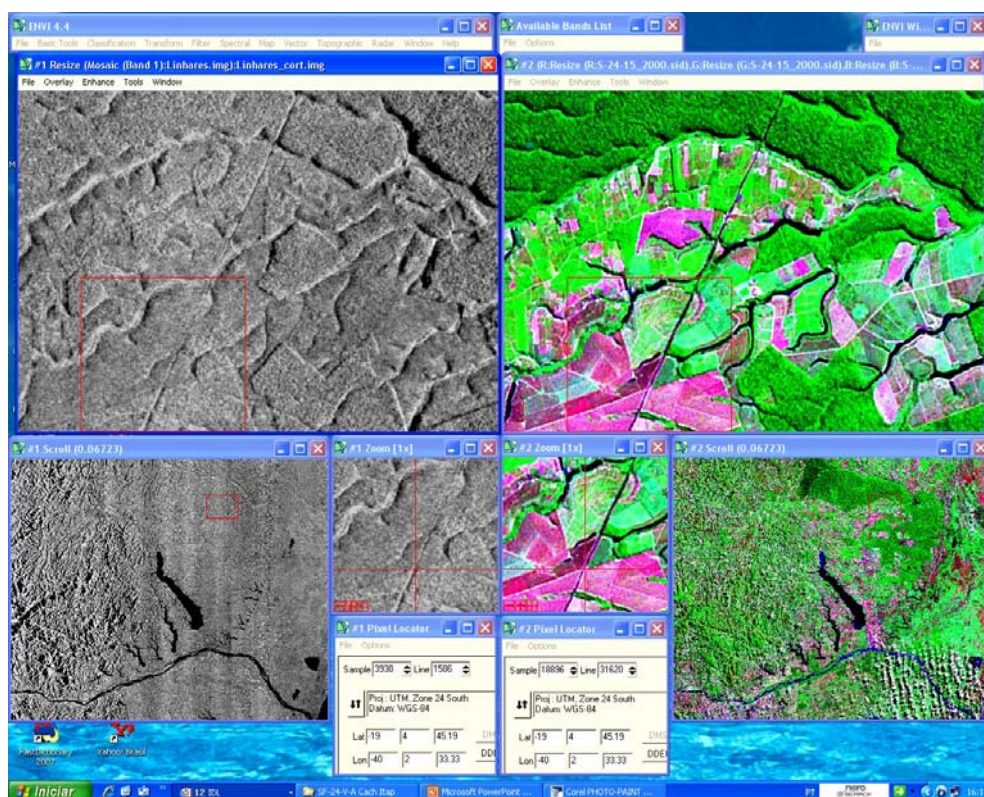 ENVI 4.4
File Basic Tools Classification Transform Filter Spectral Map Vector Topographic Radar Window Help
Available Bands List
File Options
ENVI Wi...
File
#1 Resize (Mosaic (Band 1):Linhares.img):Linhares_cort.img
File Overlay Enhance Tools Window
#2 (R:Resize (R:S-24-15_2000.sid),G:Resize (G:S-24-15_2000.sid),B:Resize (B:S-...
File Overlay Enhance Tools Window
#1 Scroll (0.06723)
#1 Zoom [1x]
#2 Zoom [1x]
#2 Scroll (0.06723)
#1 Pixel Locator
File Options
Sample 3938 Line 1586
Proj : UTM, Zone 24 South
Datum: WGS-84
Lat -19 4 45.19
Lon -40 2 33.33 DDEG
#2 Pixel Locator
File Options
Sample 18896 Line 31620
Proj : UTM, Zone 24 South
Datum: WGS-84
Lat -19 4 45.19
Lon -40 2 33.33
2007
Yahoo! Brasil
Iniciar
12 IDL
SF-24-V-A Cach Itap
Microsoft PowerPoint ...
Corel PHOTO-PAINT ...
PT
nero